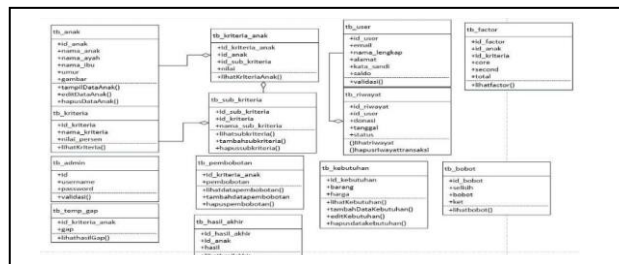 tb_anak
+id_anak
+nama_anak
+nama_ayah
+nama_ibu
+umur
+gambar
+tampilDataAnak()
+editDataAnak()
+hapusDataAnak()
tb_kriteria
+id_kriteria
+nama_kriteria
+nilai_persen
+lihatKriteria()
tb_admin
+id
+username
+password
+validasi()
tb_temp_gap
+id_kriteria_anak
+gap
+lihathasilGap()
tb_kriteria_anak
+id_kriteria_anak
+id_anak
+id_sub_kriteria
+nilai
+lihatKriteriaAnak()
tb_sub_kriteria
+id_sub_kriteria
+id_kriteria
+nama_sub_kriteria
+lihatsubkriteria()
+tambahsubkriteria()
+hapussubkriteria()
tb_pembobotan
+id_kriteria_anak
+pembobotan
+lihatdatapembobotan()
+tambahdatapembobotan
+hapuspembobotan()
tb_hasil_akhir
+id_hasil_akhir
+id_anak
+hasil
tb_user
+id_user
+email
+nama_lengkap
+alamat
+kata_sandi
+saldo
+validasi()
tb_riwayat
+id_riwayat
+id_user
+donasi
+tanggal
+status
()lihatriwayat
()hapusriwayattransaksi
tb_kebutuhan
+id_kebutuhan
+barang
+harga
+lihatKebutuhan()
+tambahDataKebutuhan()
+editKebutuhan()
+hapusdatakebutuhan()
tb_factor
+id_factor
+id_anak
+id_kriteria
+core
+second
+total
+lihatfactor()
tb_bobot
+id_bobot
+selisih
+bobot
+ket
+lihatbobot()